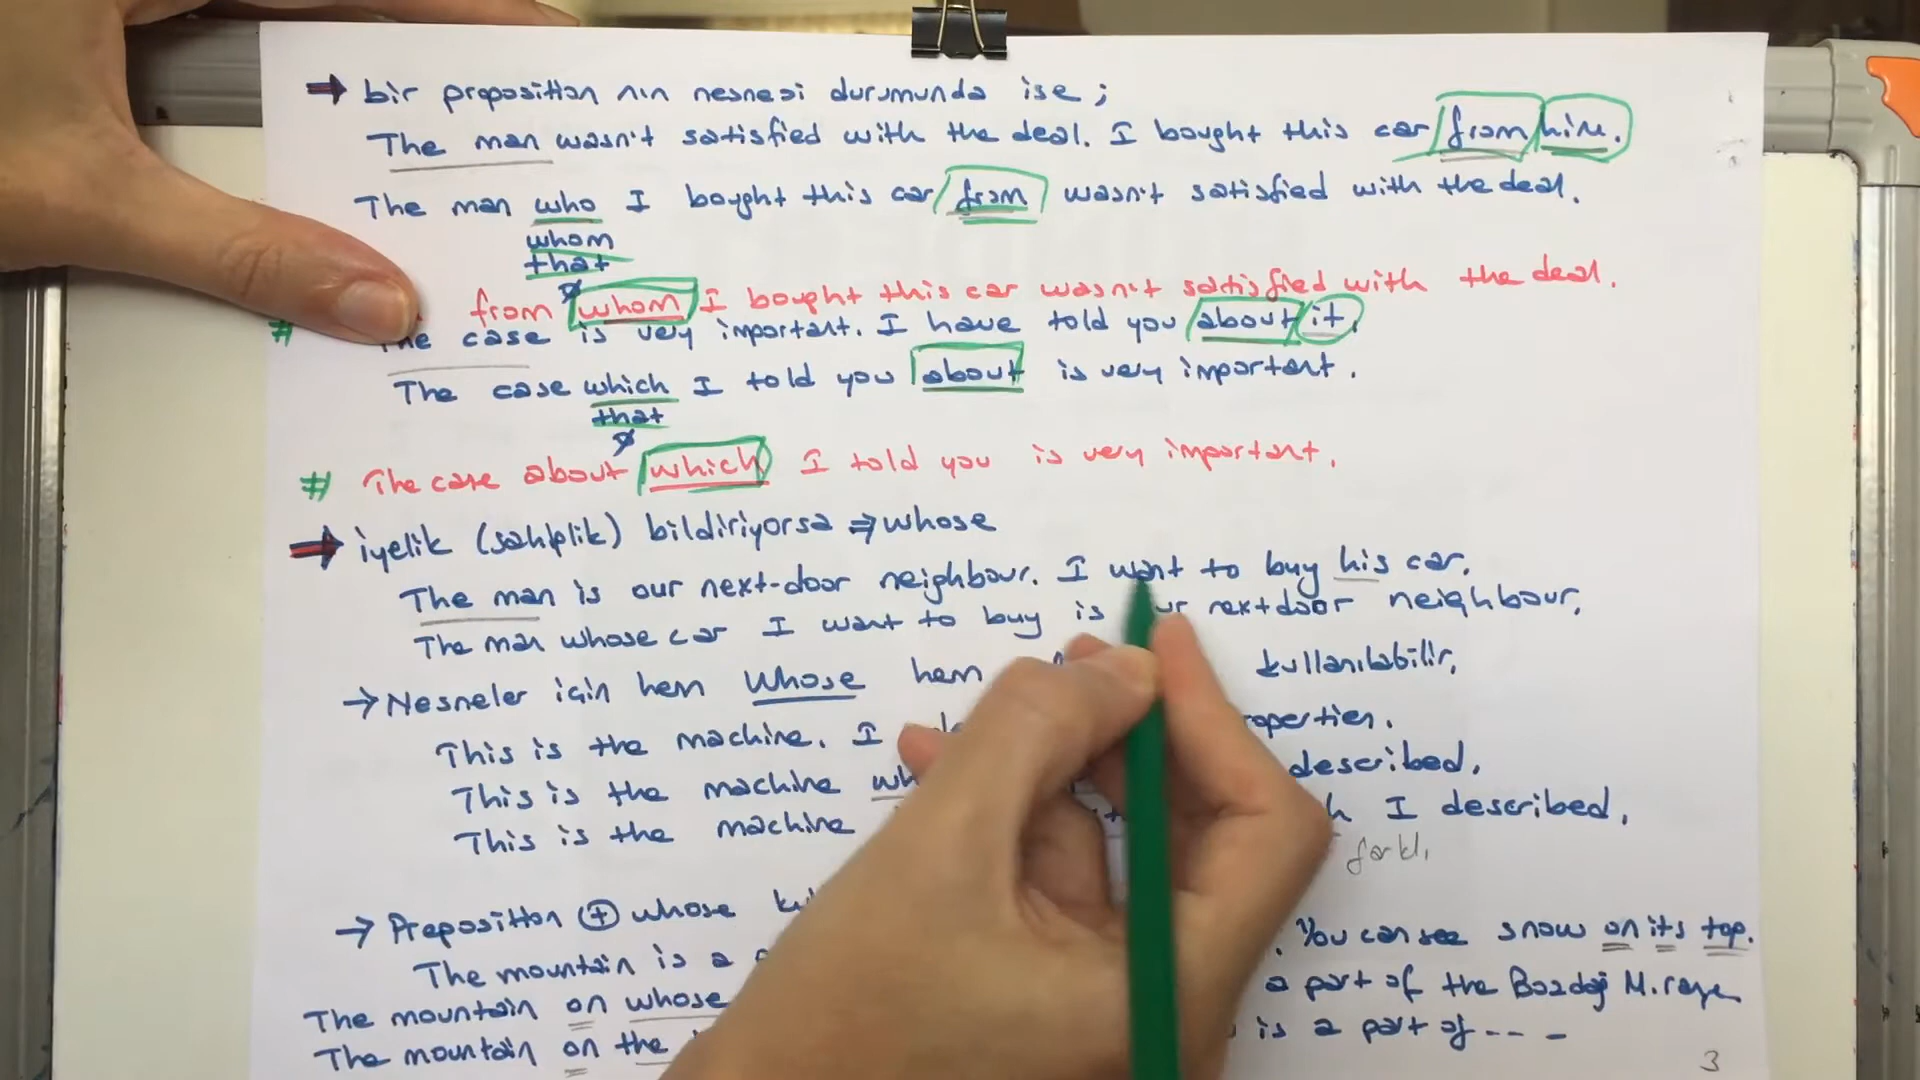 → bir preposition nın nesnesi durumunda ise;
The man wasn't satisfied with the deal. I bought this car from him.
The man who I bought this car from wasn't satisfied with the deal.
whom
that
Ø
from whom I bought this car wasn't satisfied with the deal.
# The case is very important. I have told you about it.
The case which I told you about is very important.
that
Ø
# The case about which I told you is very important.
→ iyelik (sahiplik) bildiriyorsa ⇒ whose
The man is our next-door neighbour. I want to buy his car.
The man whose car I want to buy is our nextdoor neighbour.
→ Nesneler için hem whose hem kullanılabilir.
This is the machine. I
This is the machine described.
This is the machine I described.
farklı
→ Preposition ⊕ whose
The mountain is a You can see snow on its top.
The mountain on whose a part of the Bozdağ M.
The mountain on the is a part of ----
3